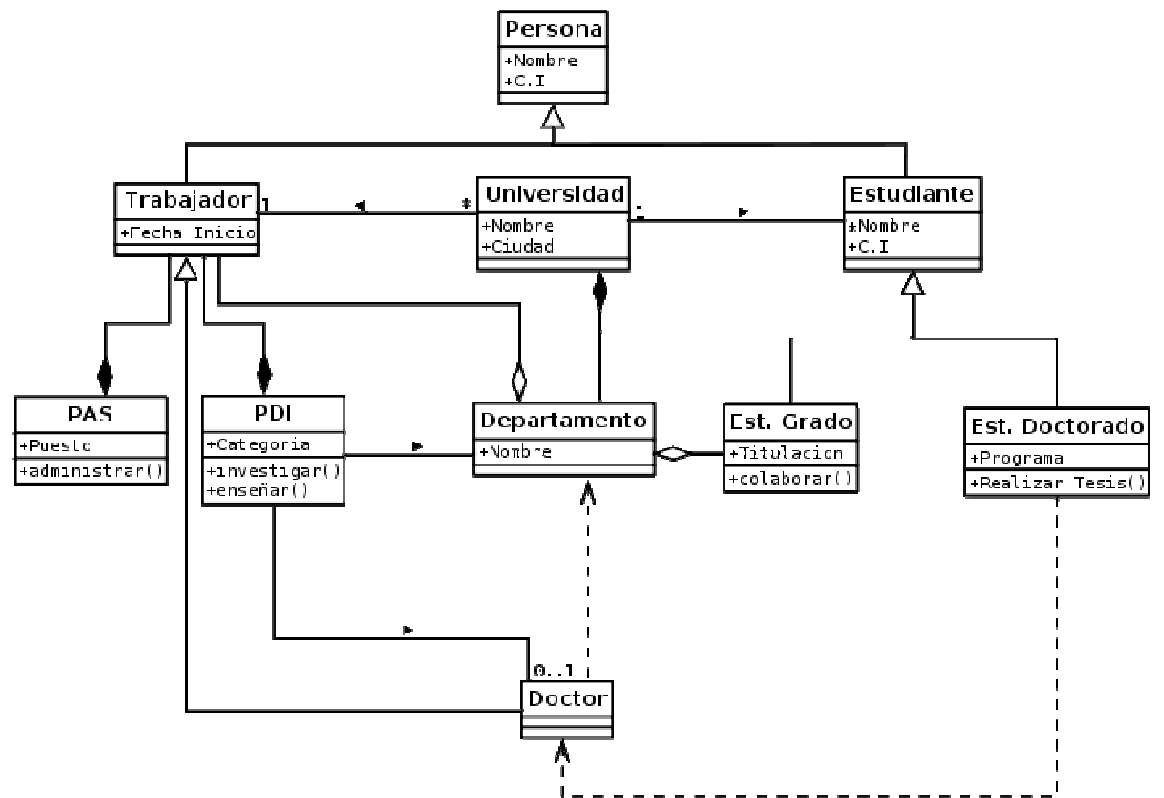 Persona
+Nombre
+C.I
Trabajador
+Fecha Inicio
1
*
Universidad
+Nombre
+Ciudad
Estudiante
+Nombre
+C.I
PAS
+Puesto
+administrar()
PDI
+Categoria
+investigar()
+enseñar()
Departamento
+Nombre
Est. Grado
+Titulacion
+colaborar()
Est. Doctorado
+Programa
+Realizar Tesis()
0..1
Doctor